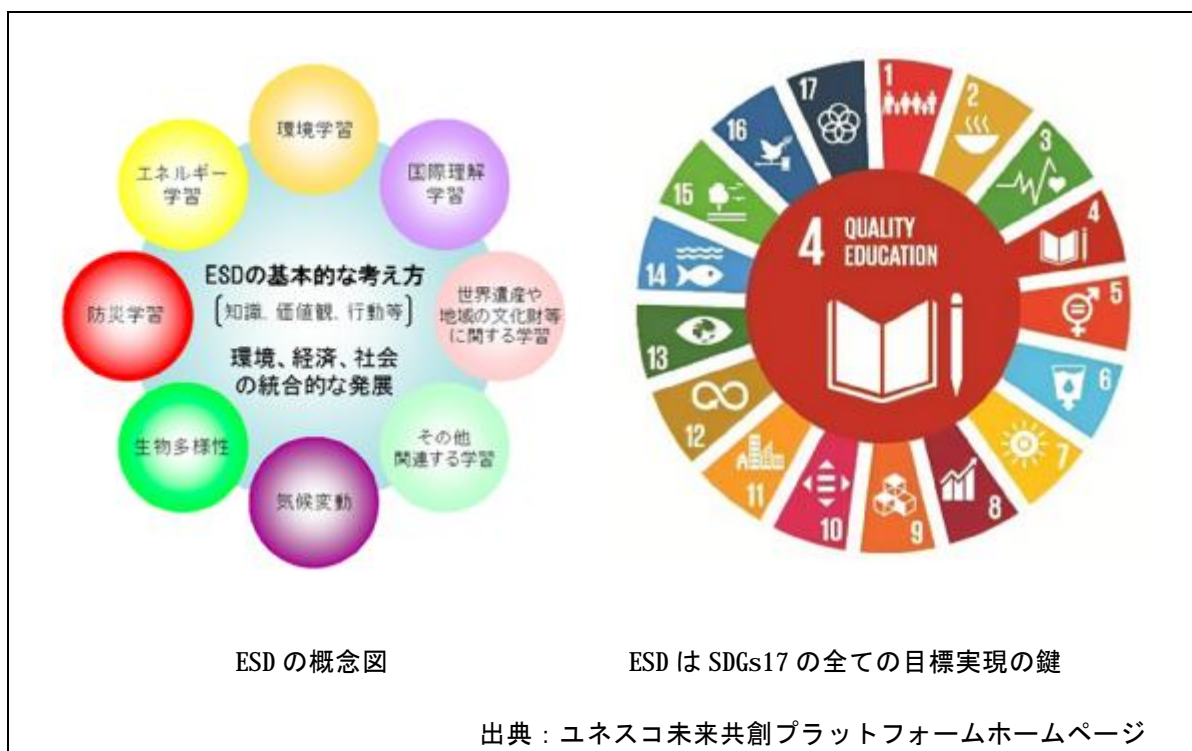 環境学習
国際理解
学習
世界遺産や
地域の文化財等
に関する学習
その他
関連する学習
気候変動
生物多様性
防災学習
エネルギー
学習
ESDの基本的な考え方
[知識、価値観、行動等]
環境、経済、社会
の統合的な発展
ESD の概念図
1
2
3
4
5
6
7
8
9
10
11
12
13
14
15
16
17
4 QUALITY
EDUCATION
ESD は SDGs17 の全ての目標実現の鍵
出典：ユネスコ未来共創プラットフォームホームページ